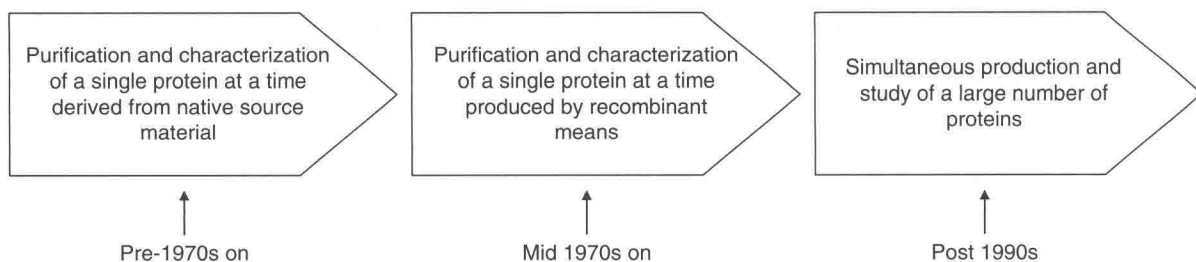 Purification and characterization
of a single protein at a time
derived from native source
material
Purification and characterization
of a single protein at a time
produced by recombinant
means
Simultaneous production and
study of a large number of
proteins
Pre-1970s on
Mid 1970s on
Post 1990s